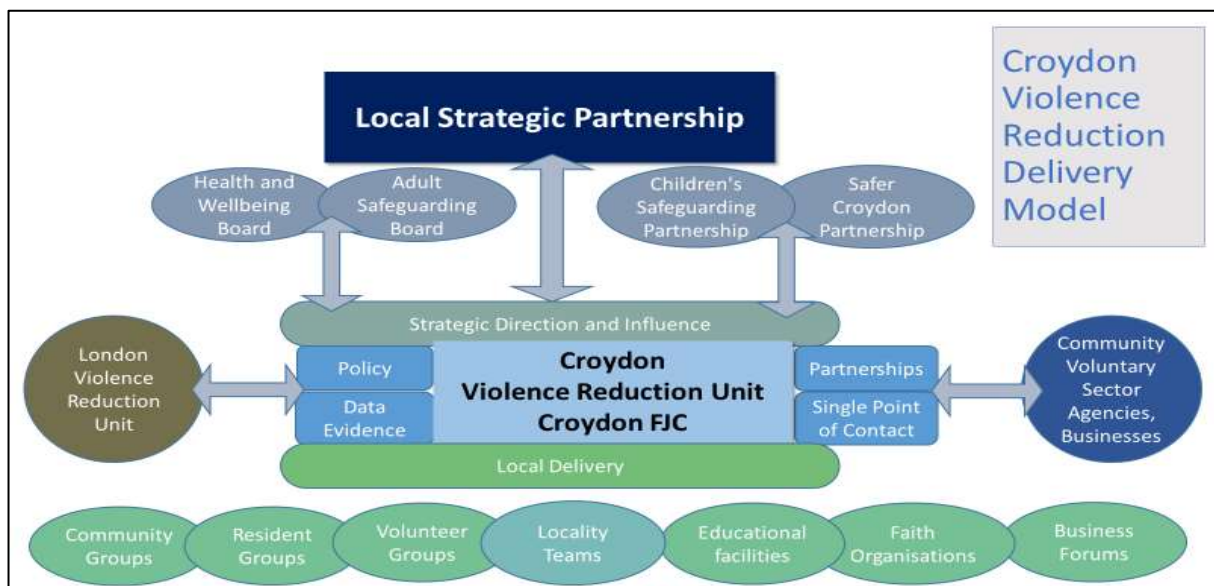 Croydon
Violence
Reduction
Delivery
Model
Local Strategic Partnership
Health and
Wellbeing
Board
Adult
Safeguarding
Board
Children's
Safeguarding
Partnership
Safer
Croydon
Partnership
Strategic Direction and Influence
London
Violence
Reduction
Unit
Policy
Data
Evidence
Croydon
Violence Reduction Unit
Croydon FJC
Partnerships
Single Point
of Contact
Community
Voluntary
Sector
Agencies,
Businesses
Local Delivery
Community
Groups
Resident
Groups
Volunteer
Groups
Locality
Teams
Educational
facilities
Faith
Organisations
Business
Forums